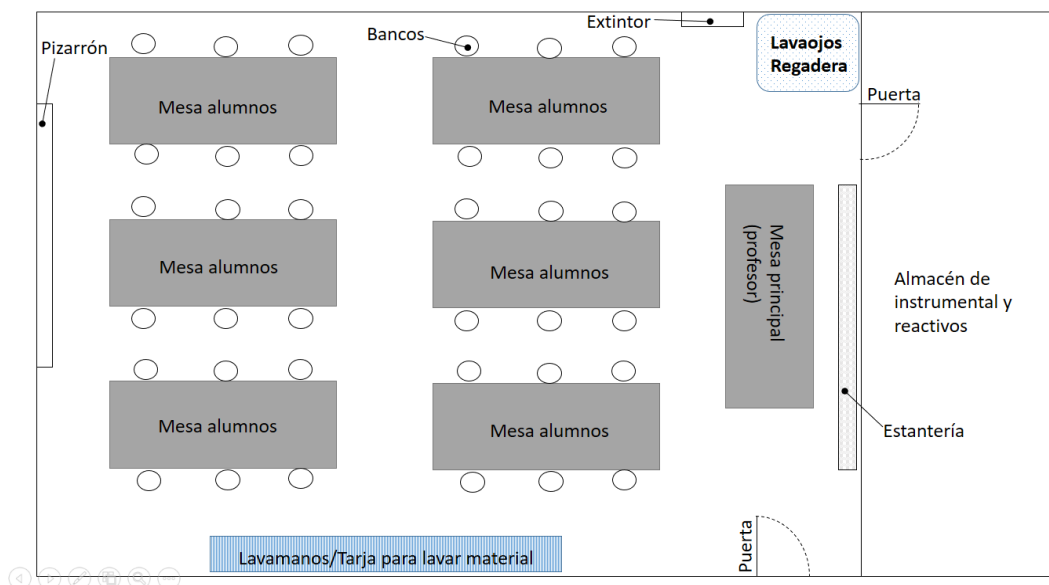 Extintor
Bancos
Lavaojos
Regadera
Pizarrón
Puerta
Mesa alumnos
Mesa alumnos
Mesa alumnos
Mesa alumnos
Mesa principal
(profesor)
Almacén de
instrumental y
reactivos
Mesa alumnos
Mesa alumnos
Estantería
Puerta
Lavamanos/Tarja para lavar material